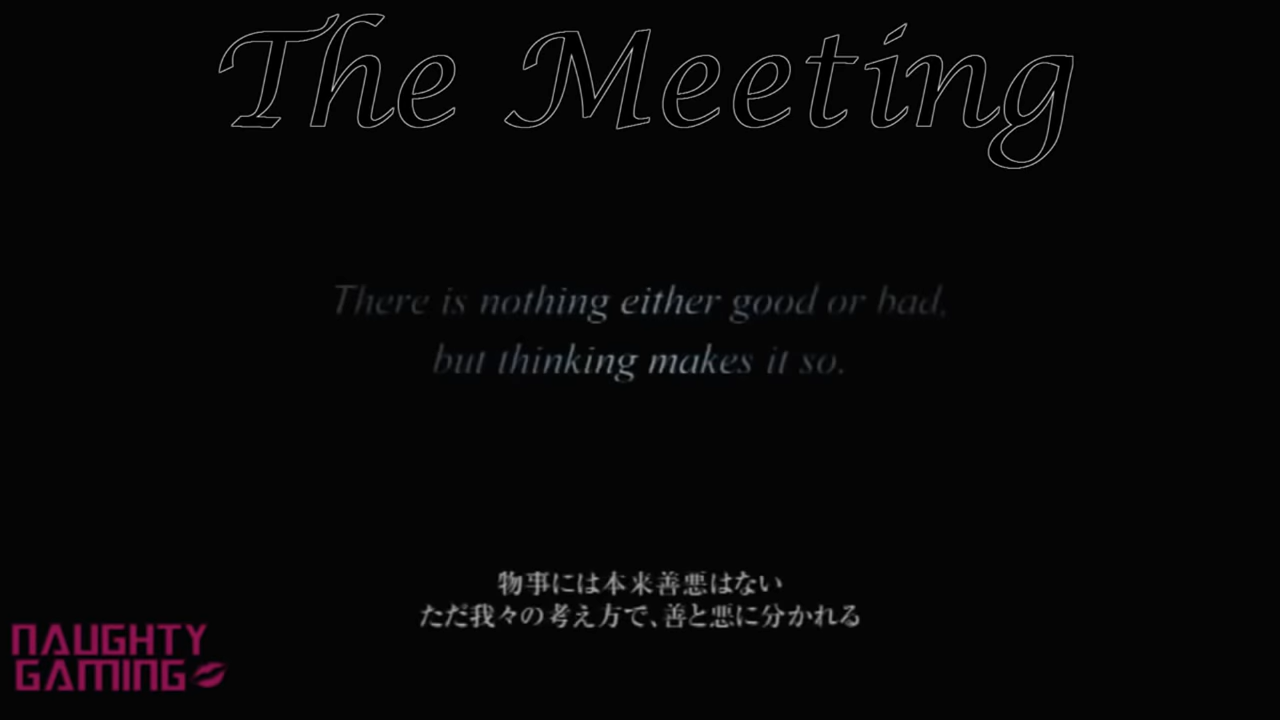 The Meeting
There is nothing either good or bad,
but thinking makes it so.
物事には本来善悪はない
ただ我々の考え方で、善と悪に分かれる
NAUGHTY
GAMING